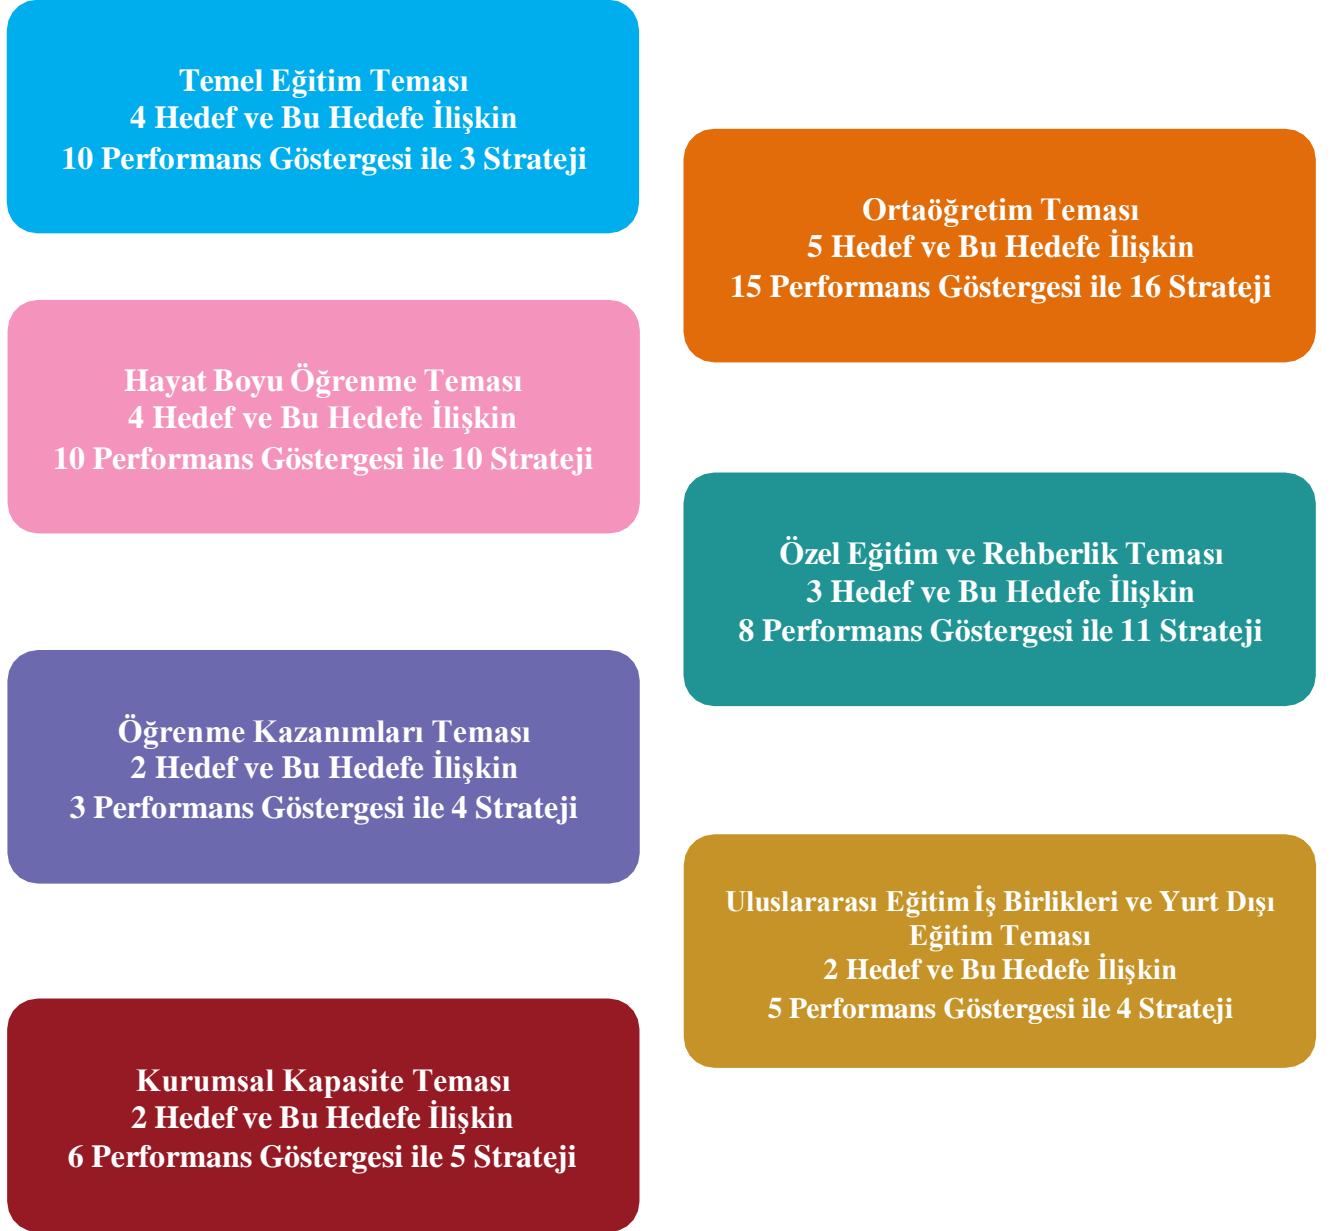 Temel Eğitim Teması
4 Hedef ve Bu Hedefe İlişkin
10 Performans Göstergesi ile 3 Strateji
Ortaöğretim Teması
5 Hedef ve Bu Hedefe İlişkin
15 Performans Göstergesi ile 16 Strateji
Hayat Boyu Öğrenme Teması
4 Hedef ve Bu Hedefe İlişkin
10 Performans Göstergesi ile 10 Strateji
Özel Eğitim ve Rehberlik Teması
3 Hedef ve Bu Hedefe İlişkin
8 Performans Göstergesi ile 11 Strateji
Öğrenme Kazanımları Teması
2 Hedef ve Bu Hedefe İlişkin
3 Performans Göstergesi ile 4 Strateji
Uluslararası Eğitim İş Birlikleri ve Yurt Dışı
Eğitim Teması
2 Hedef ve Bu Hedefe İlişkin
5 Performans Göstergesi ile 4 Strateji
Kurumsal Kapasite Teması
2 Hedef ve Bu Hedefe İlişkin
6 Performans Göstergesi ile 5 Strateji